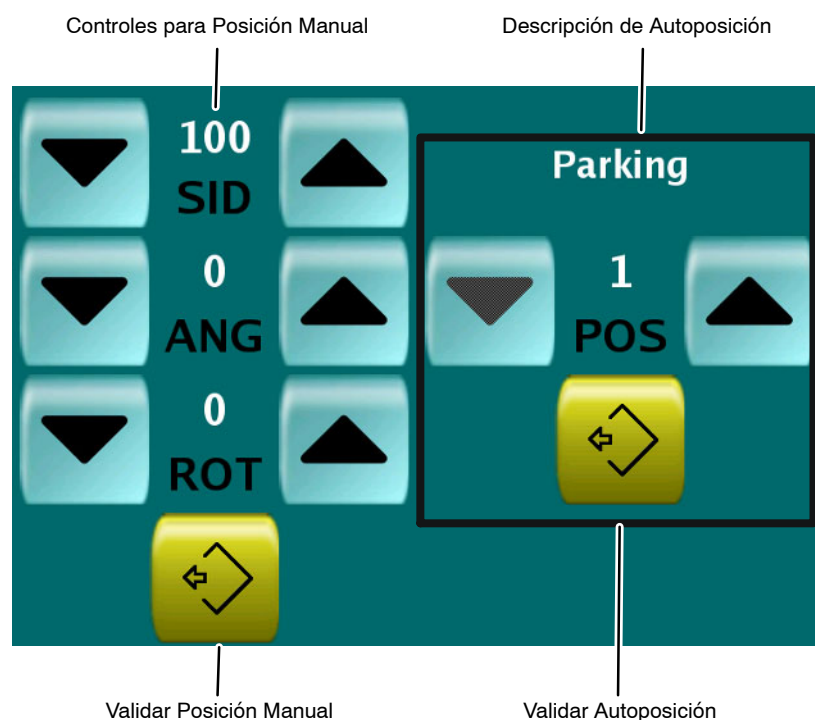 Controles para Posición Manual
Descripción de Autoposición
100
SID
0
ANG
0
ROT
Parking
1
POS
Validar Posición Manual
Validar Autoposición